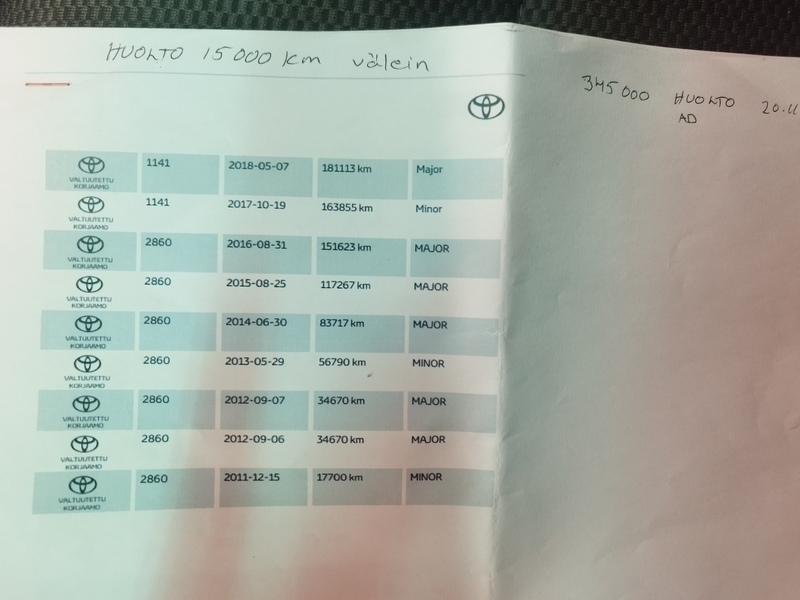 HUOLTO 15 000 km välein
345 000 HUOLTO
AD
VALTUUTETTU KORJAAMO 1141 2018-05-07 181113 km Major
VALTUUTETTU KORJAAMO 1141 2017-10-19 163855 km Minor
VALTUUTETTU KORJAAMO 2860 2016-08-31 151623 km MAJOR
VALTUUTETTU KORJAAMO 2860 2015-08-25 117267 km MAJOR
VALTUUTETTU KORJAAMO 2860 2014-06-30 83717 km MAJOR
VALTUUTETTU KORJAAMO 2860 2013-05-29 56790 km MINOR
VALTUUTETTU KORJAAMO 2860 2012-09-07 34670 km MAJOR
VALTUUTETTU KORJAAMO 2860 2012-09-06 34670 km MAJOR
VALTUUTETTU KORJAAMO 2860 2011-12-15 17700 km MINOR